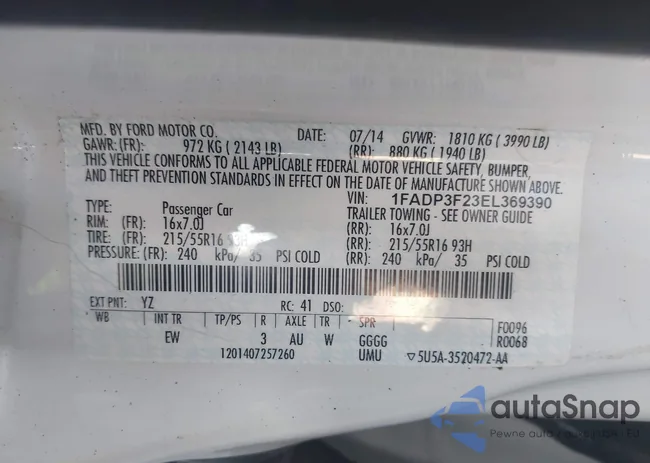 MFD. BY FORD MOTOR CO. DATE: 07/14 GVWR: 1810 KG ( 3990 LB)
GAWR: (FR): 972 KG ( 2143 LB) (RR): 880 KG ( 1940 LB)
THIS VEHICLE CONFORMS TO ALL APPLICABLE FEDERAL MOTOR VEHICLE SAFETY, BUMPER,
AND THEFT PREVENTION STANDARDS IN EFFECT ON THE DATE OF MANUFACTURE SHOWN ABOVE.
VIN: 1FADP3F23EL369390
TYPE: Passenger Car TRAILER TOWING - SEE OWNER GUIDE
RIM: (FR): 16x7.0J (RR): 16x7.0J
TIRE: (FR): 215/55R16 93H (RR): 215/55R16 93H
PRESSURE: (FR): 240 kPa/ 35 PSI COLD (RR): 240 kPa/ 35 PSI COLD
EXT PNT: YZ RC: 41 DSO:
WB INT TR TP/PS R AXLE TR SPR F0096
EW 3 AU W GGGG R0068
1201407257260 UMU ▽5U5A-3520472-AA
autoSnap
Pewne auto z